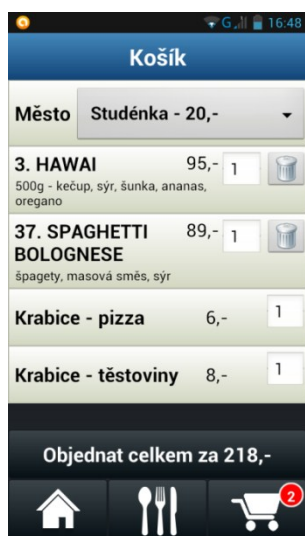 G 16:48
Košík
Město Studénka - 20,-
3. HAWAI 95,- 1
500g - kečup, sýr, šunka, ananas,
oregano
37. SPAGHETTI 89,- 1
BOLOGNESE
špagety, masová směs, sýr
Krabice - pizza 6,- 1
Krabice - těstoviny 8,- 1
Objednat celkem za 218,-
2